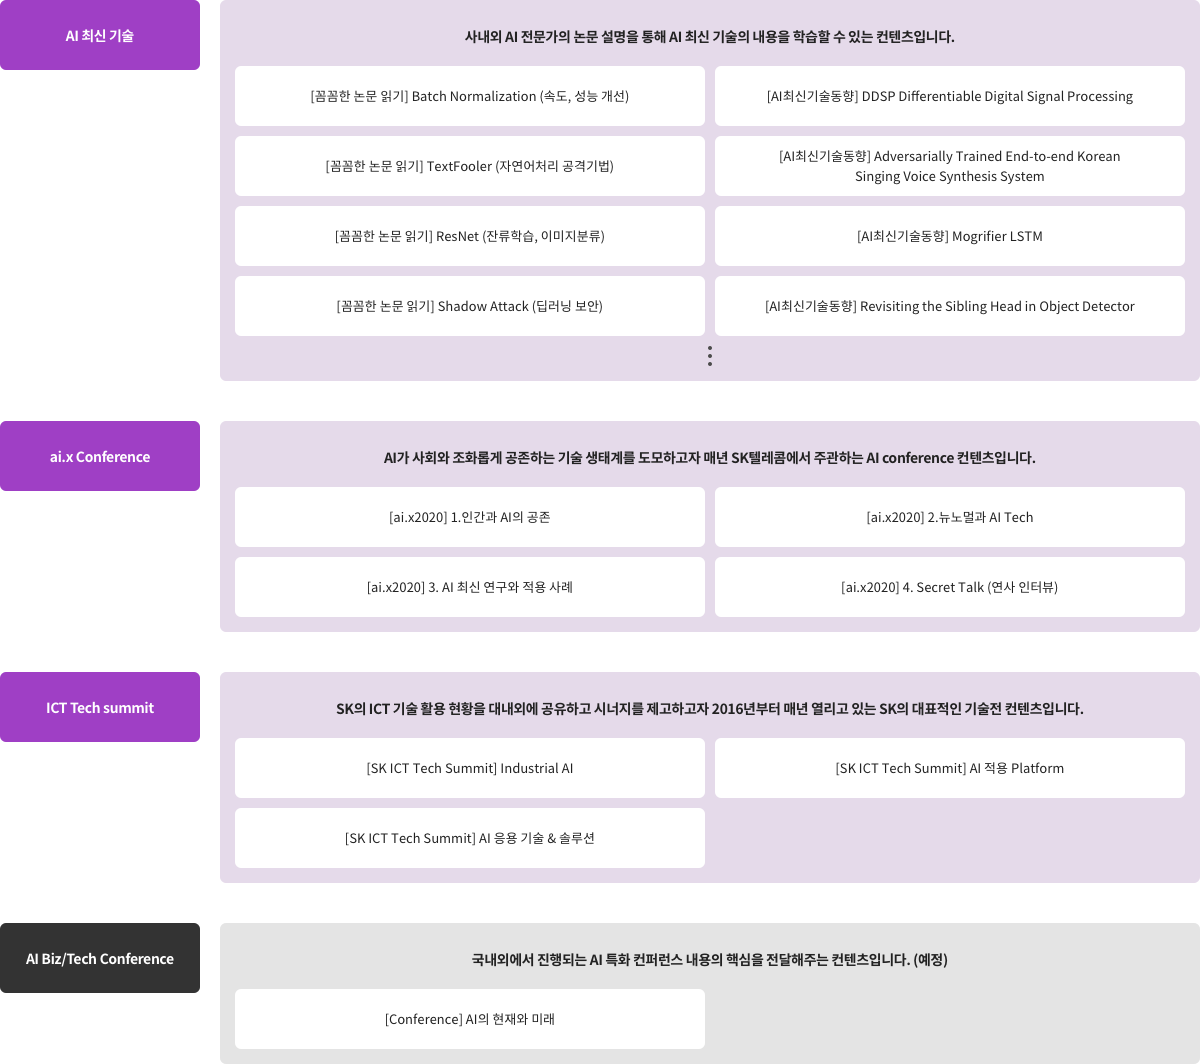 AI 최신 기술
사내외 AI 전문가의 논문 설명을 통해 AI 최신 기술의 내용을 학습할 수 있는 컨텐츠입니다.
[꼼꼼한 논문 읽기] Batch Normalization (속도, 성능 개선)
[AI최신기술동향] DDSP Differentiable Digital Signal Processing
[꼼꼼한 논문 읽기] TextFooler (자연어처리 공격기법)
[AI최신기술동향] Adversarially Trained End-to-end Korean
Singing Voice Synthesis System
[꼼꼼한 논문 읽기] ResNet (잔류학습, 이미지분류)
[AI최신기술동향] Mogrifier LSTM
[꼼꼼한 논문 읽기] Shadow Attack (딥러닝 보안)
[AI최신기술동향] Revisiting the Sibling Head in Object Detector
ai.x Conference
AI가 사회와 조화롭게 공존하는 기술 생태계를 도모하고자 매년 SK텔레콤에서 주관하는 AI conference 컨텐츠입니다.
[ai.x2020] 1.인간과 AI의 공존
[ai.x2020] 2.뉴노멀과 AI Tech
[ai.x2020] 3. AI 최신 연구와 적용 사례
[ai.x2020] 4. Secret Talk (연사 인터뷰)
ICT Tech summit
SK의 ICT 기술 활용 현황을 대내외에 공유하고 시너지를 제고하고자 2016년부터 매년 열리고 있는 SK의 대표적인 기술전 컨텐츠입니다.
[SK ICT Tech Summit] Industrial AI
[SK ICT Tech Summit] AI 적용 Platform
[SK ICT Tech Summit] AI 응용 기술 & 솔루션
AI Biz/Tech Conference
국내외에서 진행되는 AI 특화 컨퍼런스 내용의 핵심을 전달해주는 컨텐츠입니다. (예정)
[Conference] AI의 현재와 미래